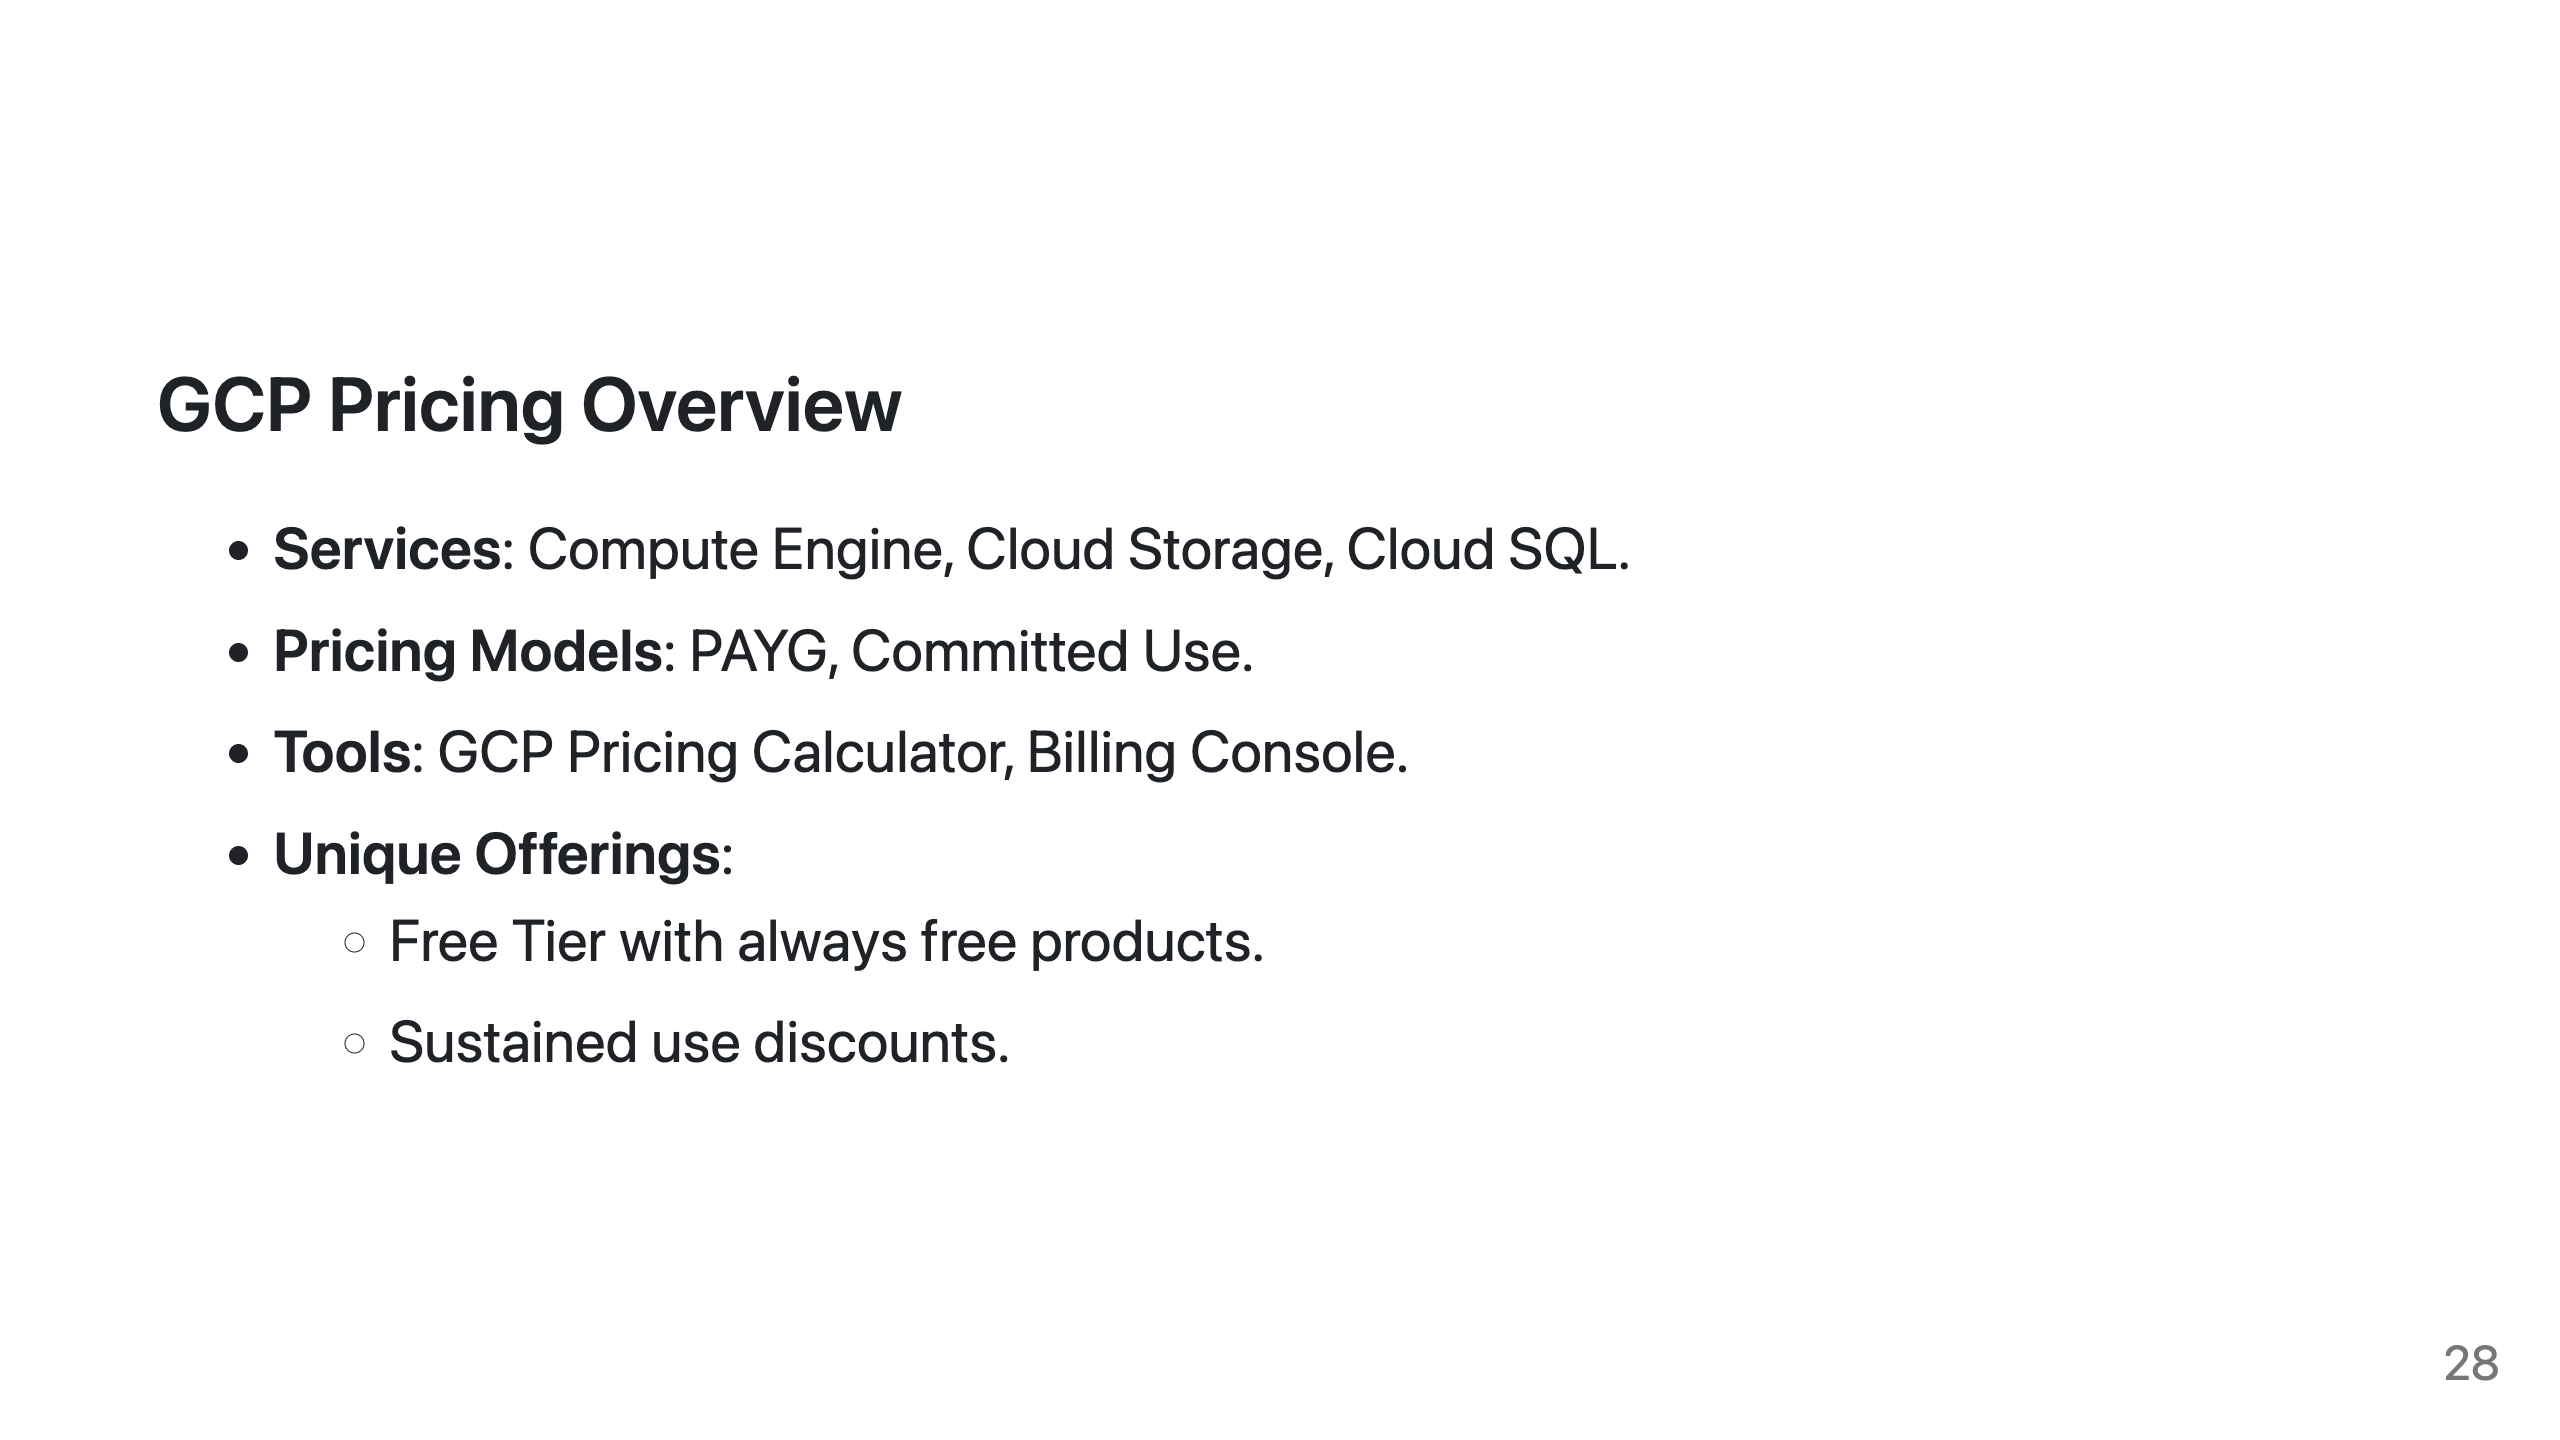 GCP Pricing Overview
• Services: Compute Engine, Cloud Storage, Cloud SQL.
• Pricing Models: PAYG, Committed Use.
• Tools: GCP Pricing Calculator, Billing Console.
• Unique Offerings:
○ Free Tier with always free products.
○ Sustained use discounts.
28